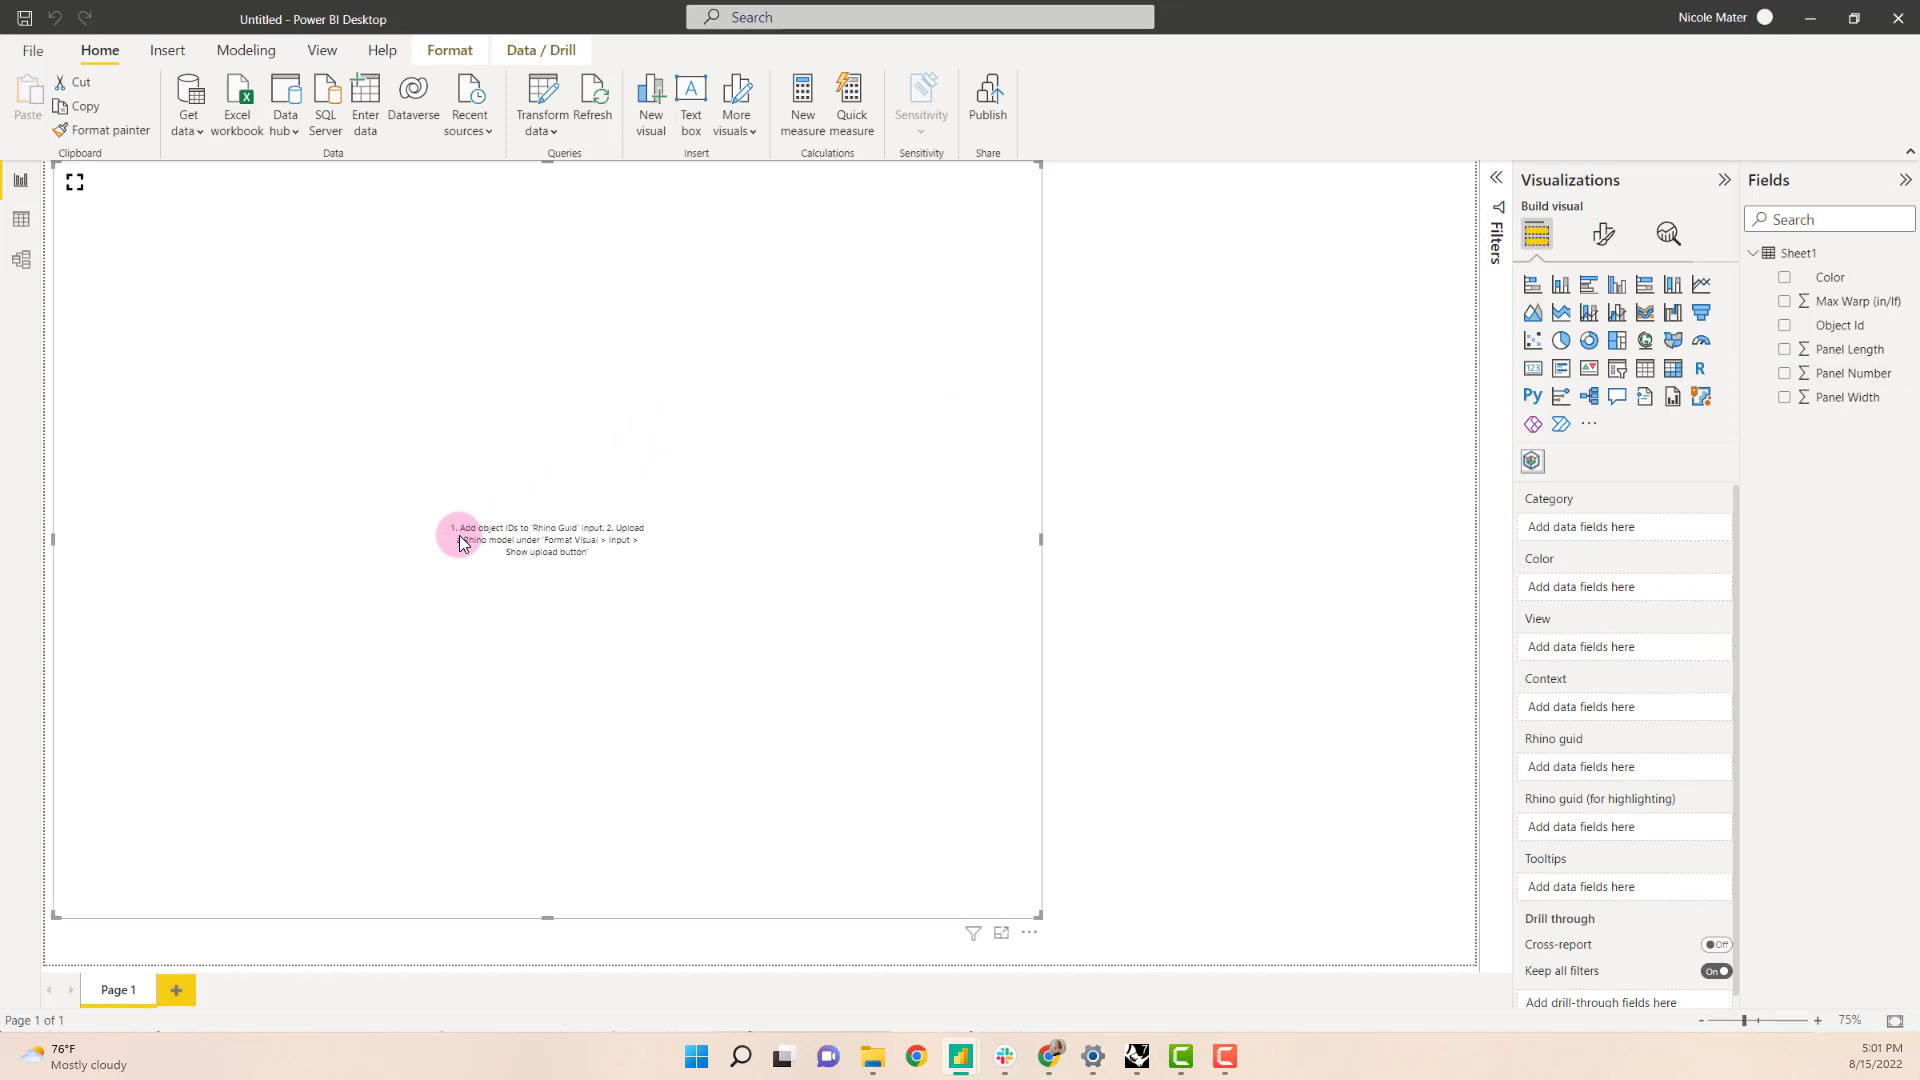 Untitled - Power BI Desktop
Search
Nicole Mater
File
Home
Insert
Modeling
View
Help
Format
Data / Drill
Paste
Cut
Copy
Format painter
Clipboard
Get data
Excel workbook
Data hub
SQL Server
Enter data
Dataverse
Recent sources
Data
Transform data
Refresh
Queries
New visual
Text box
More visuals
Insert
New measure
Quick measure
Calculations
Sensitivity
Sensitivity
Publish
Share
1. Add object IDs to 'Rhino Guid' input. 2. Upload
a Rhino model under 'Format Visual > Input >
Show upload button'
Filters
Visualizations
Build visual
123
R
Py
Category
Add data fields here
Color
Add data fields here
View
Add data fields here
Context
Add data fields here
Rhino guid
Add data fields here
Rhino guid (for highlighting)
Add data fields here
Tooltips
Add data fields here
Drill through
Cross-report
Off
Keep all filters
On
Add drill-through fields here
Fields
Search
Sheet1
Color
Max Warp (in/lf)
Object Id
Panel Length
Panel Number
Panel Width
Page 1
Page 1 of 1
75%
76°F
Mostly cloudy
5:01 PM
8/15/2022